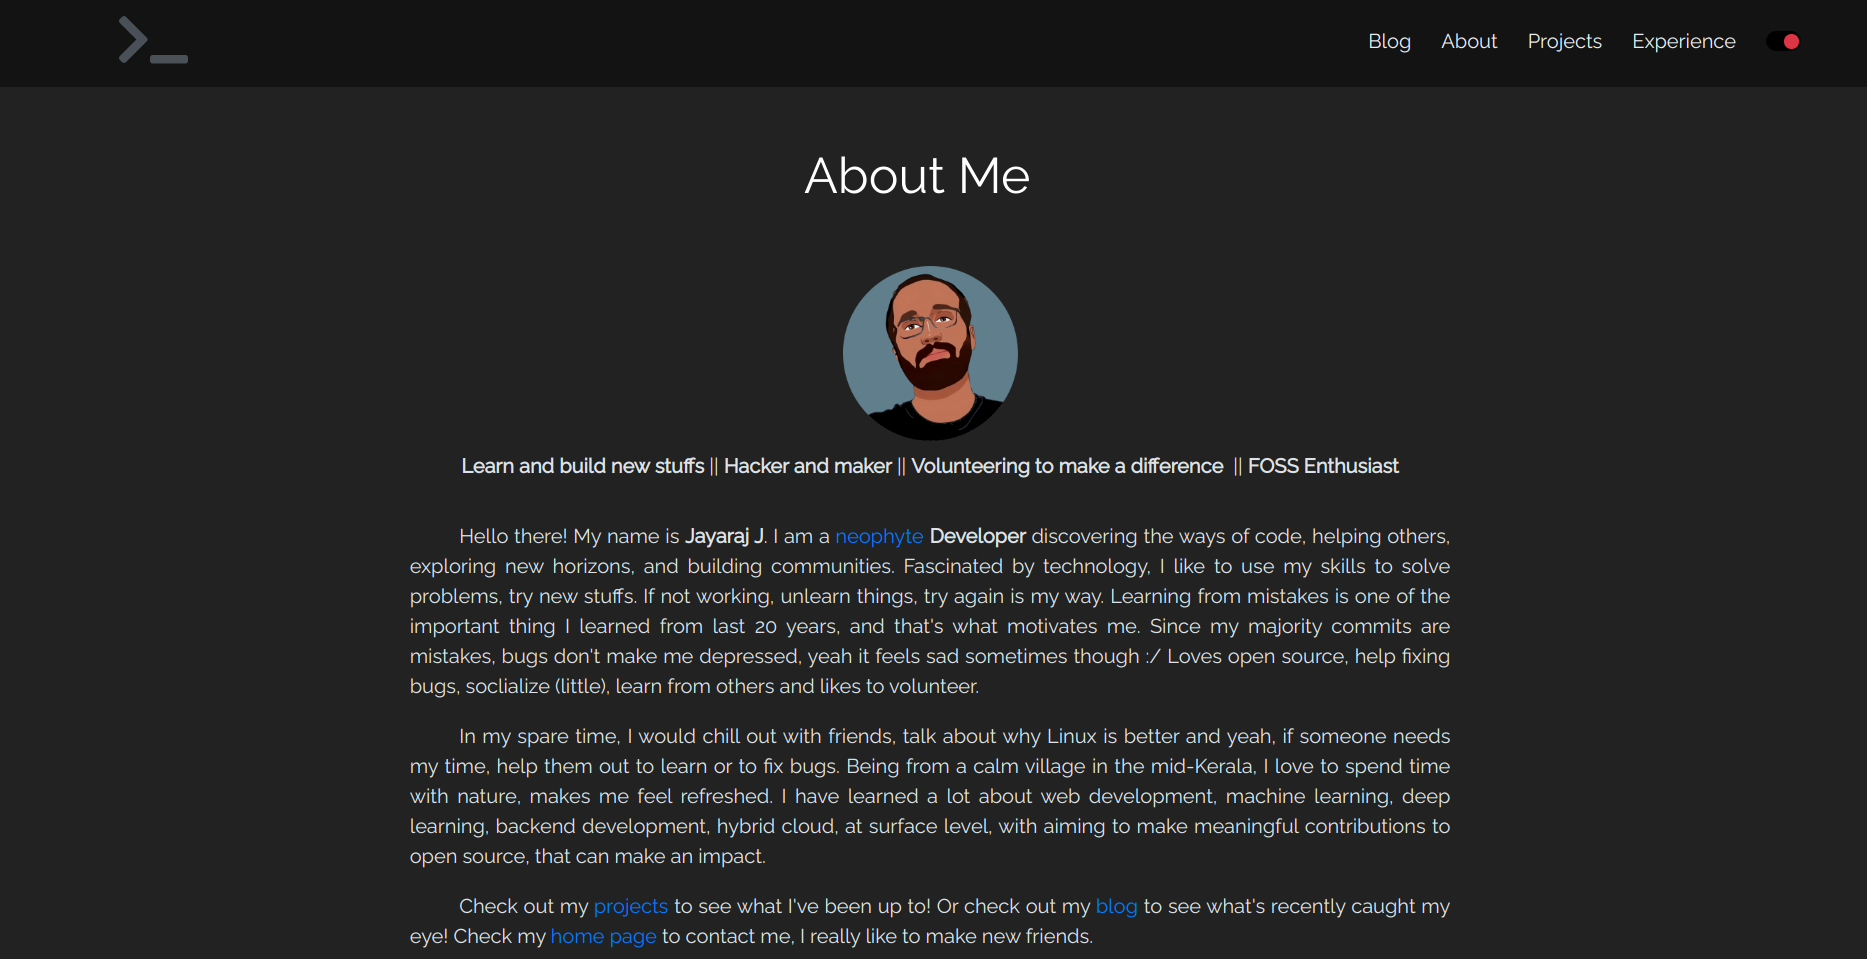 Blog About Projects Experience
About Me
Learn and build new stuffs || Hacker and maker || Volunteering to make a difference || FOSS Enthusiast
Hello there! My name is Jayaraj J. I am a neophyte Developer discovering the ways of code, helping others,
exploring new horizons, and building communities. Fascinated by technology, I like to use my skills to solve
problems, try new stuffs. If not working, unlearn things, try again is my way. Learning from mistakes is one of the
important thing I learned from last 20 years, and that's what motivates me. Since my majority commits are
mistakes, bugs don't make me depressed, yeah it feels sad sometimes though :/ Loves open source, help fixing
bugs, soclialize (little), learn from others and likes to volunteer.
In my spare time, I would chill out with friends, talk about why Linux is better and yeah, if someone needs
my time, help them out to learn or to fix bugs. Being from a calm village in the mid-Kerala, I love to spend time
with nature, makes me feel refreshed. I have learned a lot about web development, machine learning, deep
learning, backend development, hybrid cloud, at surface level, with aiming to make meaningful contributions to
open source, that can make an impact.
Check out my projects to see what I've been up to! Or check out my blog to see what's recently caught my
eye! Check my home page to contact me, I really like to make new friends.